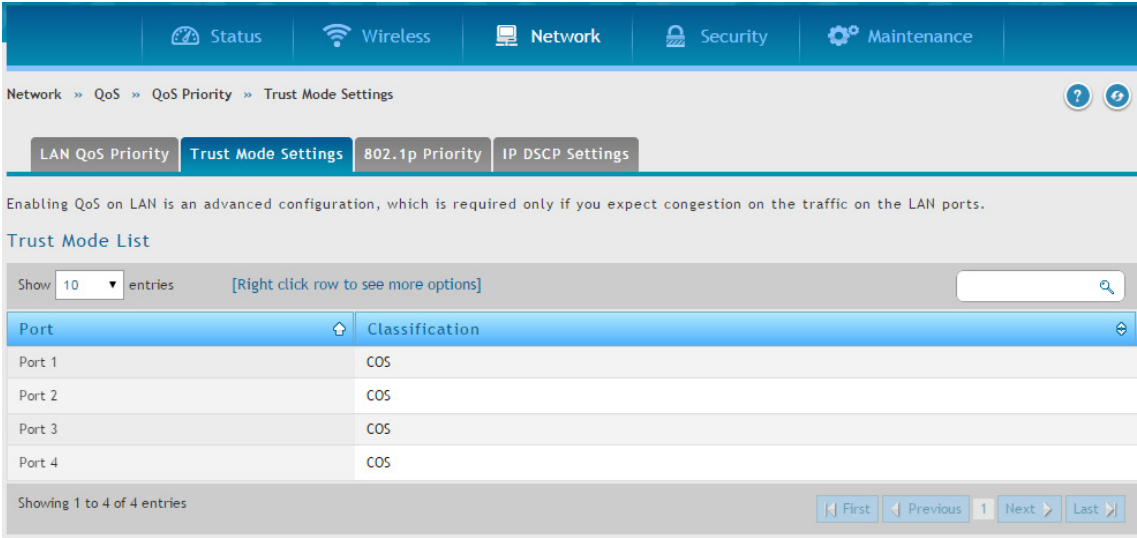 Status Wireless Network Security Maintenance
Network » QoS » QoS Priority » Trust Mode Settings ?
LAN QoS Priority Trust Mode Settings 802.1p Priority IP DSCP Settings
Enabling QoS on LAN is an advanced configuration, which is required only if you expect congestion on the traffic on the LAN ports.
Trust Mode List
Show 10 entries [Right click row to see more options]
Port Classification
Port 1 COS
Port 2 COS
Port 3 COS
Port 4 COS
Showing 1 to 4 of 4 entries First Previous 1 Next Last